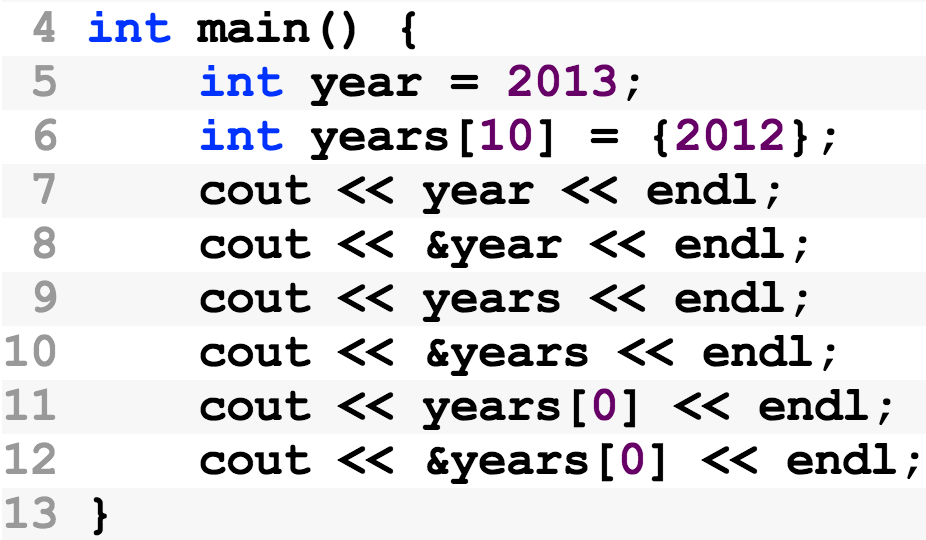 4 int main() {
5     int year = 2013;
6     int years[10] = {2012};
7     cout << year << endl;
8     cout << &year << endl;
9     cout << years << endl;
10     cout << &years << endl;
11     cout << years[0] << endl;
12     cout << &years[0] << endl;
13 }